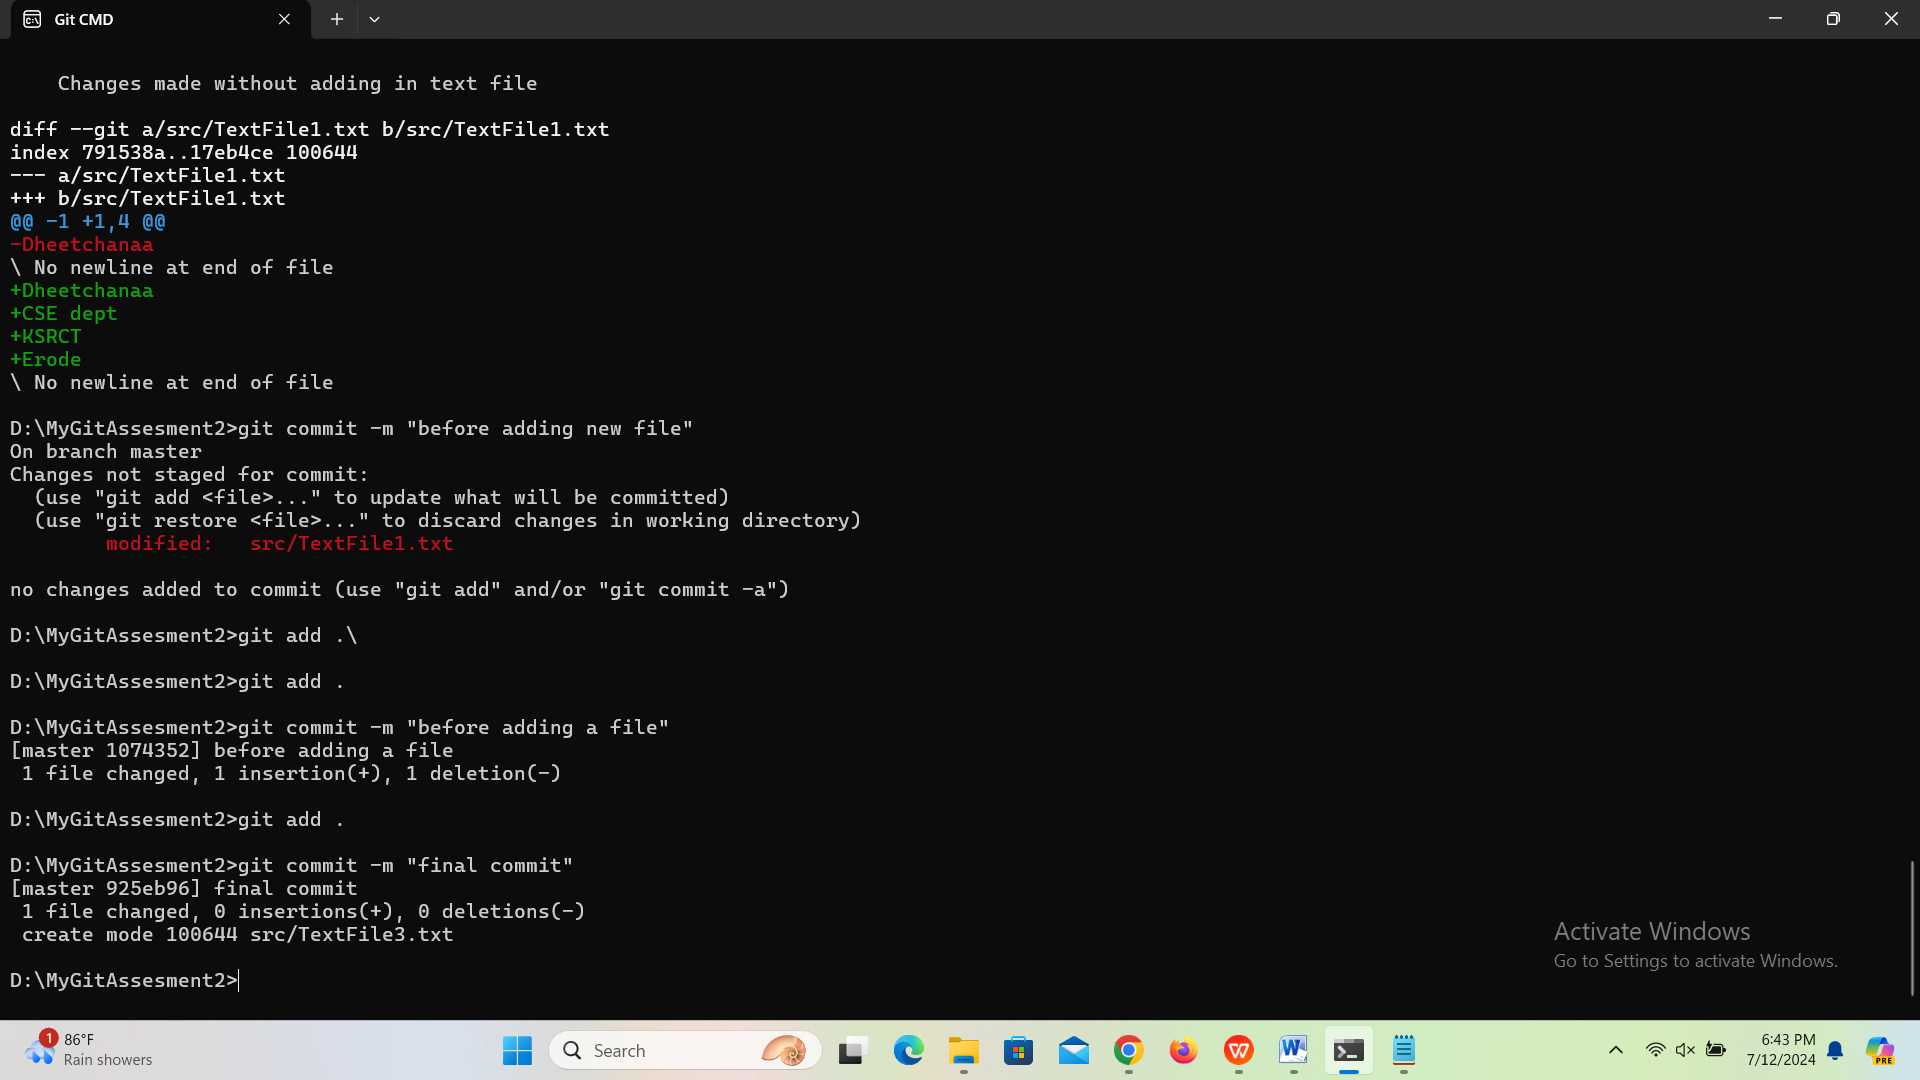 Git CMD
Changes made without adding in text file
diff --git a/src/TextFile1.txt b/src/TextFile1.txt
index 791538a..17eb4ce 100644
--- a/src/TextFile1.txt
+++ b/src/TextFile1.txt
@@ -1 +1,4 @@
-Dheetchanaa
\ No newline at end of file
+Dheetchanaa
+CSE dept
+KSRCT
+Erode
\ No newline at end of file
D:\MyGitAssesment2>git commit -m "before adding new file"
On branch master
Changes not staged for commit:
  (use "git add <file>..." to update what will be committed)
  (use "git restore <file>..." to discard changes in working directory)
        modified:   src/TextFile1.txt
no changes added to commit (use "git add" and/or "git commit -a")
D:\MyGitAssesment2>git add .\
D:\MyGitAssesment2>git add .
D:\MyGitAssesment2>git commit -m "before adding a file"
[master 1074352] before adding a file
 1 file changed, 1 insertion(+), 1 deletion(-)
D:\MyGitAssesment2>git add .
D:\MyGitAssesment2>git commit -m "final commit"
[master 925eb96] final commit
 1 file changed, 0 insertions(+), 0 deletions(-)
 create mode 100644 src/TextFile3.txt
D:\MyGitAssesment2>
Activate Windows
Go to Settings to activate Windows.
1
86°F
Rain showers
Search
6:43 PM
7/12/2024
PRE